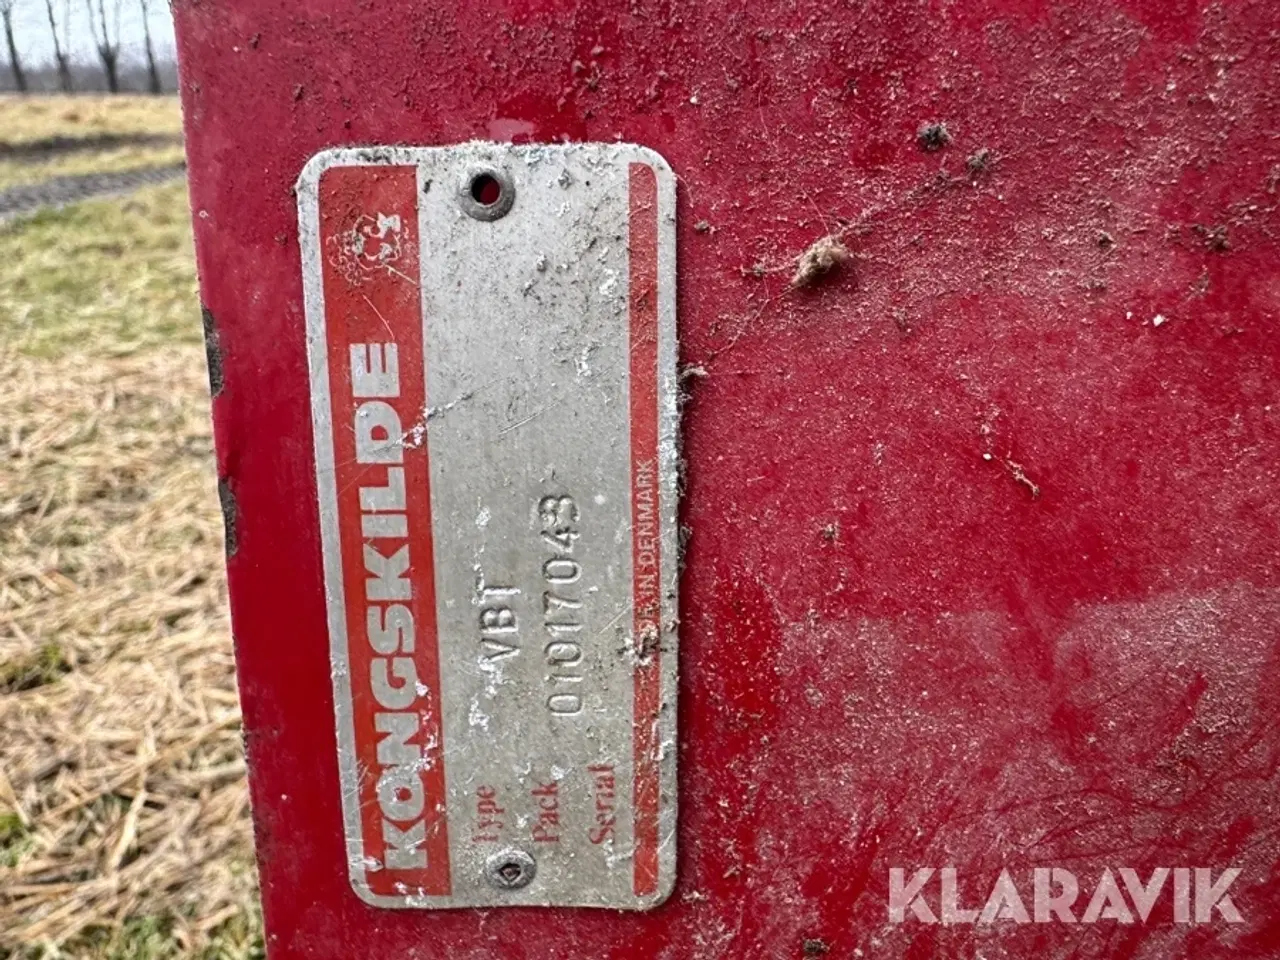 KONGSKILDE
Type VBT
Pack 01017043
Serial
IN DENMARK
KLARAVIK